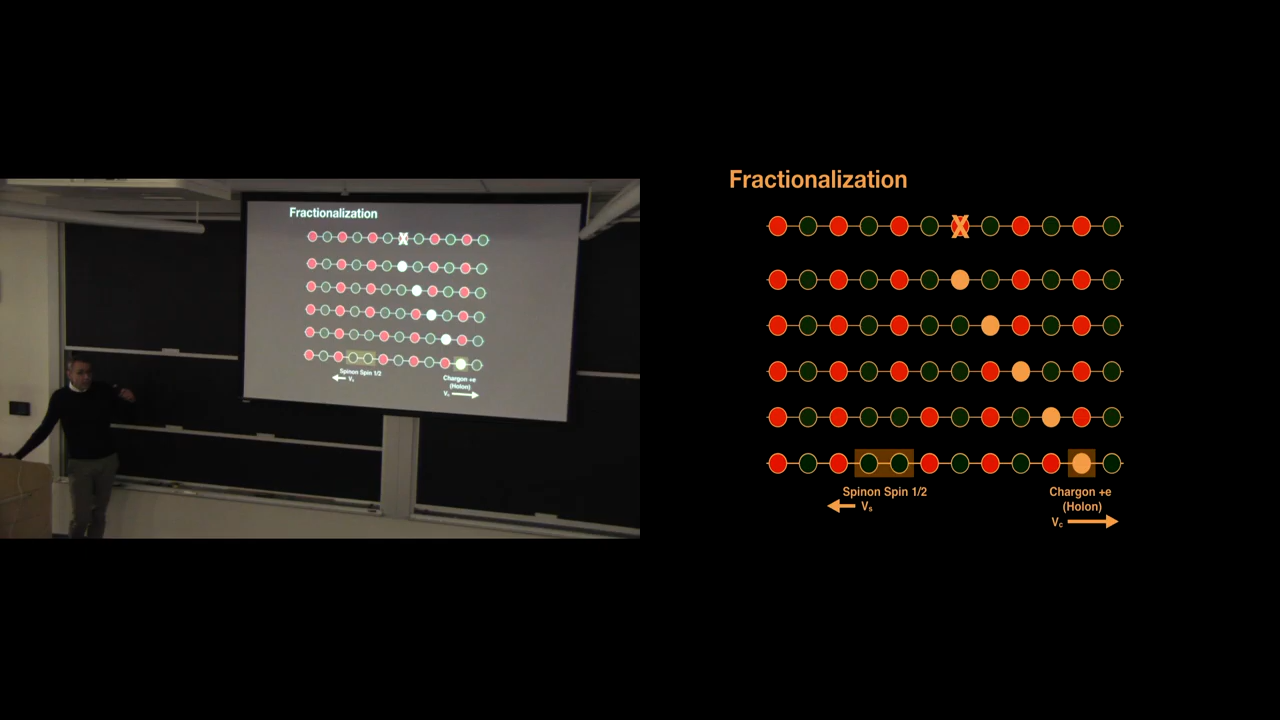 Fractionalization
X
Spinon Spin 1/2
Vs
Chargon +e
(Holon)
Vc
Fractionalization
X
Spinon Spin 1/2
Vs
Chargon +e
(Holon)
Vc